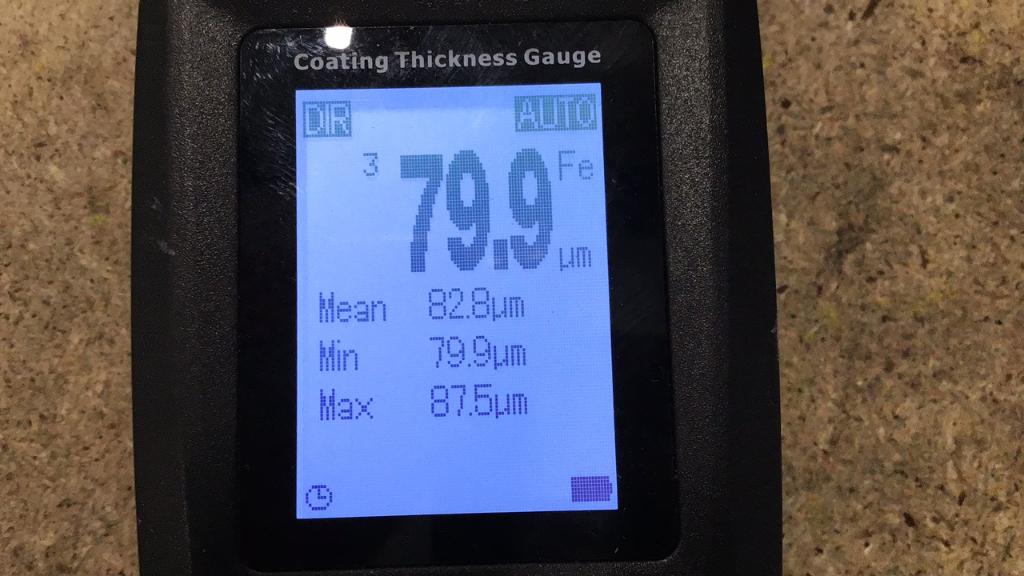 Coating Thickness Gauge
DIR AUTO
3 79.9 Fe
µm
Mean 82.8µm
Min 79.9µm
Max 87.5µm